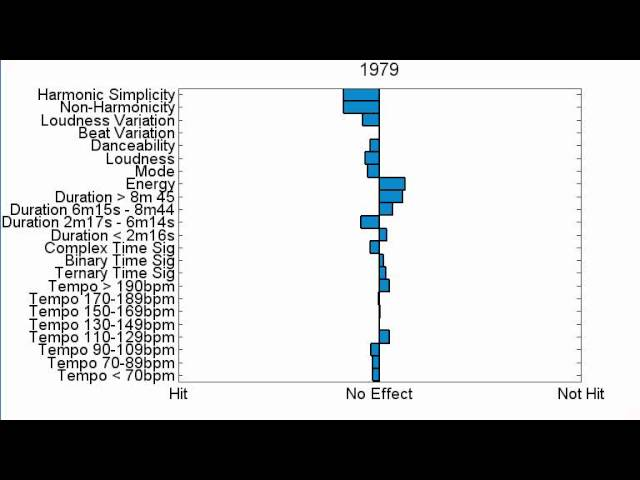 1979
Harmonic Simplicity
Non-Harmonicity
Loudness Variation
Beat Variation
Danceability
Loudness
Mode
Energy
Duration > 8m 45
Duration 6m15s - 8m44
Duration 2m17s - 6m14s
Duration < 2m16s
Complex Time Sig
Binary Time Sig
Ternary Time Sig
Tempo > 190bpm
Tempo 170-189bpm
Tempo 150-169bpm
Tempo 130-149bpm
Tempo 110-129bpm
Tempo 90-109bpm
Tempo 70-89bpm
Tempo < 70bpm
Hit No Effect Not Hit